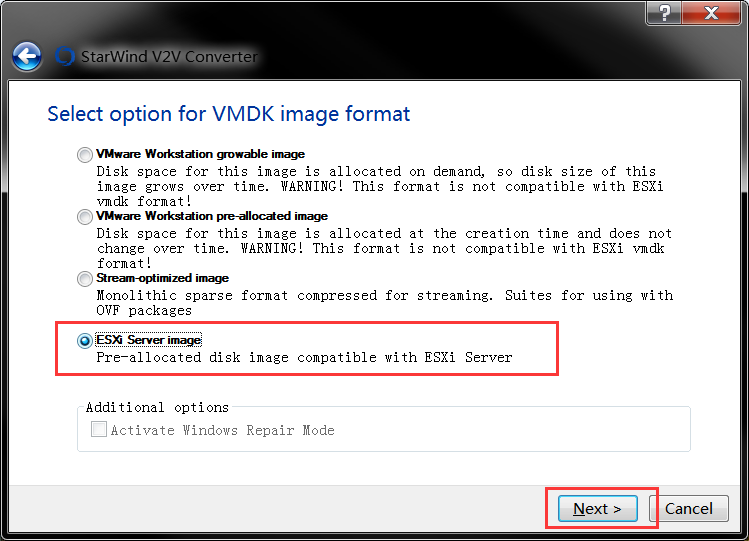 StarWind V2V Converter
Select option for VMDK image format
VMware Workstation growable image
Disk space for this image is allocated on demand, so disk size of this
image grows over time. WARNING! This format is not compatible with ESXi
vmdk format!
VMware Workstation pre-allocated image
Disk space for this image is allocated at the creation time and does not
change over time. WARNING! This format is not compatible with ESXi vmdk
format!
Stream-optimized image
Monolithic sparse format compressed for streaming. Suites for using with
OVF packages
ESXi Server image
Pre-allocated disk image compatible with ESXi Server
Additional options
Activate Windows Repair Mode
Next >
Cancel